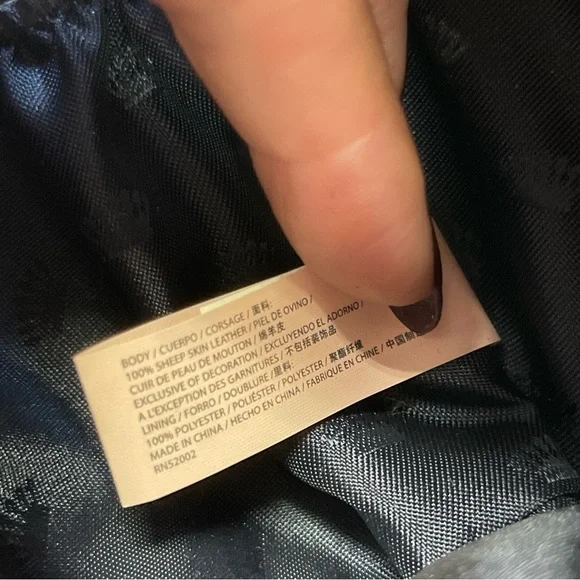 BODY / CUERPO / CORSAGE / 面料:
100% SHEEP SKIN LEATHER / PIEL DE OVINO /
CUIR DE PEAU DE MOUTON / 绵羊皮
EXCLUSIVE OF DECORATION / EXCLUYENDO EL ADORNO /
A L'EXCEPTION DES GARNITURES / 不包括装饰品
LINING / FORRO / DOUBLURE / 里料:
100% POLYESTER / POLIÉSTER / POLYESTER / 聚酯纤维
MADE IN CHINA / HECHO EN CHINA / FABRIQUE EN CHINE / 中国制
RN52002